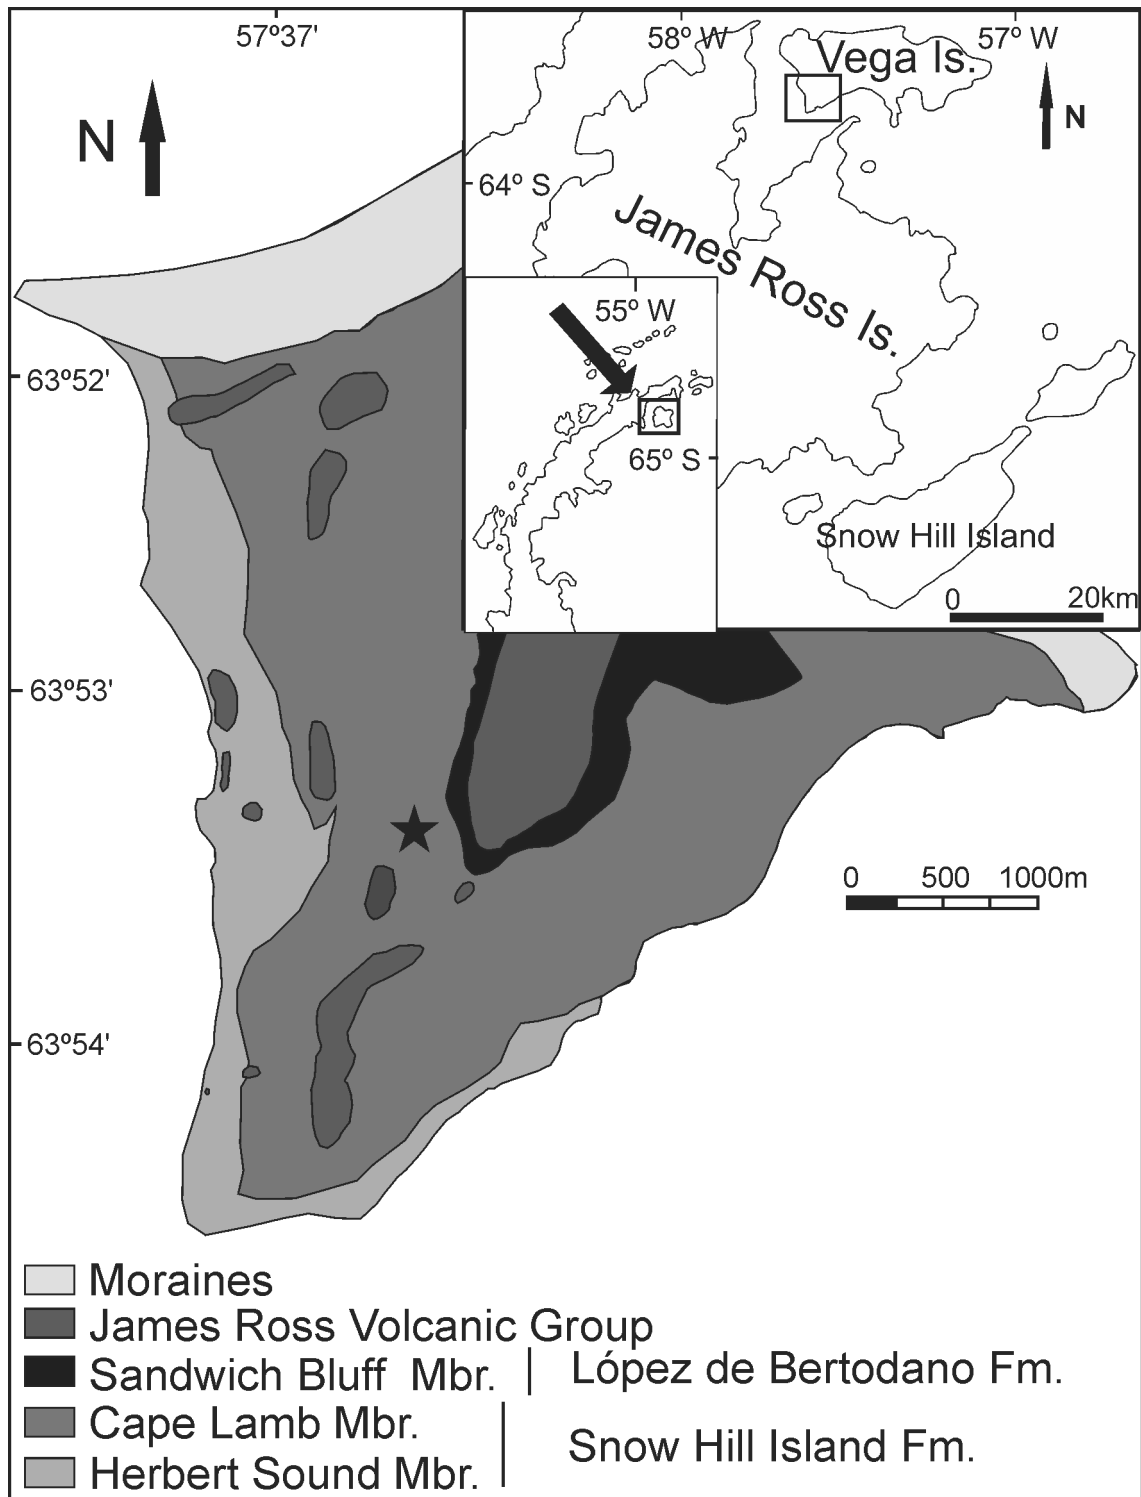 57º37'
58º W
57º W
Vega Is.
N
N
64º S
James Ross Is.
55º W
63º52'
65º S
Snow Hill Island
0 20km
63º53'
0 500 1000m
63º54'
Moraines
James Ross Volcanic Group
Sandwich Bluff Mbr. López de Bertodano Fm.
Cape Lamb Mbr.
Snow Hill Island Fm.
Herbert Sound Mbr.